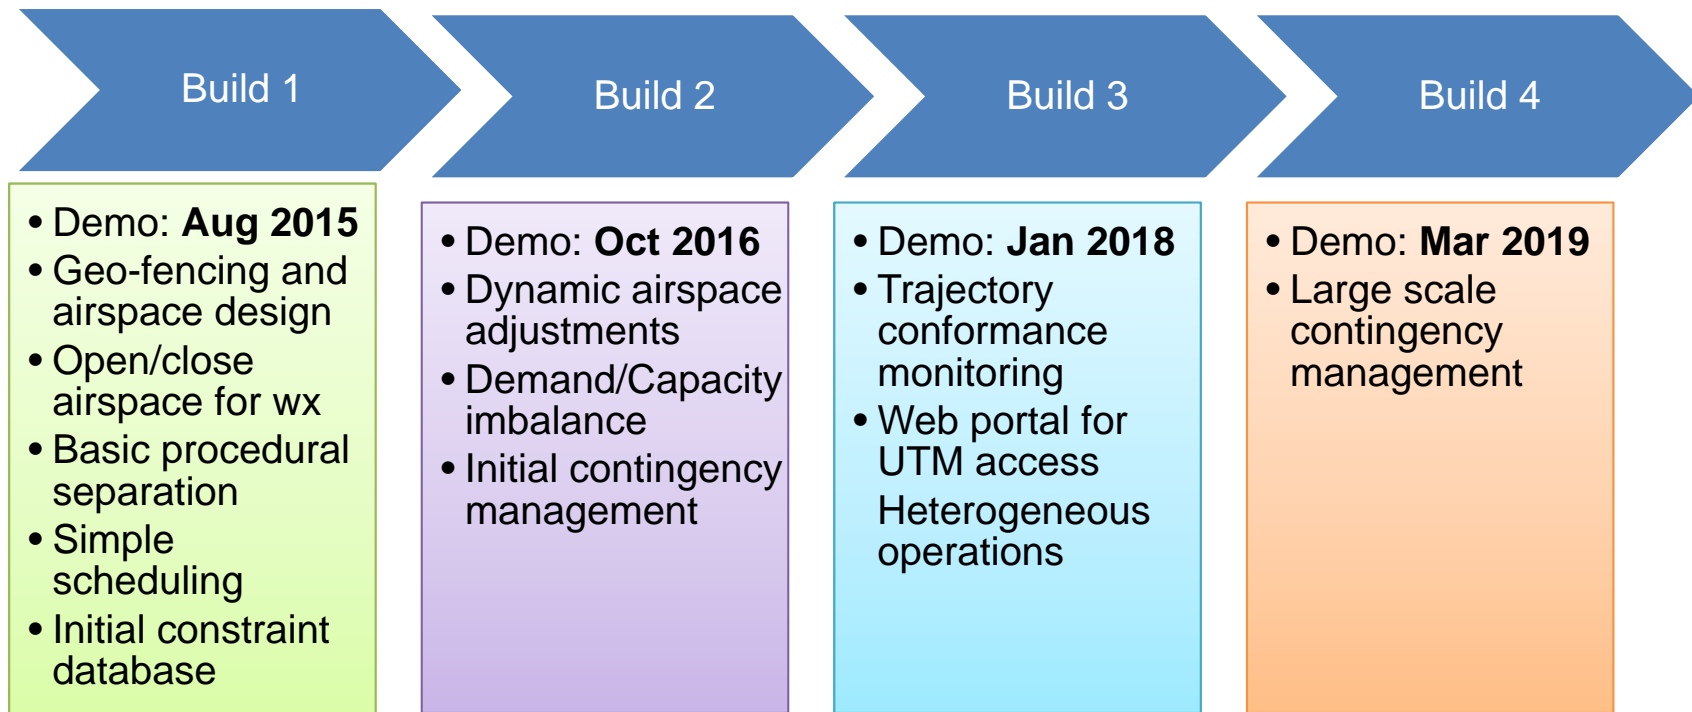 Build 1
• Demo: Aug 2015
• Geo-fencing and
airspace design
• Open/close
airspace for wx
• Basic procedural
separation
• Simple
scheduling
• Initial constraint
database
Build 2
• Demo: Oct 2016
• Dynamic airspace
adjustments
• Demand/Capacity
imbalance
• Initial contingency
management
Build 3
• Demo: Jan 2018
• Trajectory
conformance
monitoring
• Web portal for
UTM access
Heterogeneous
operations
Build 4
• Demo: Mar 2019
• Large scale
contingency
management